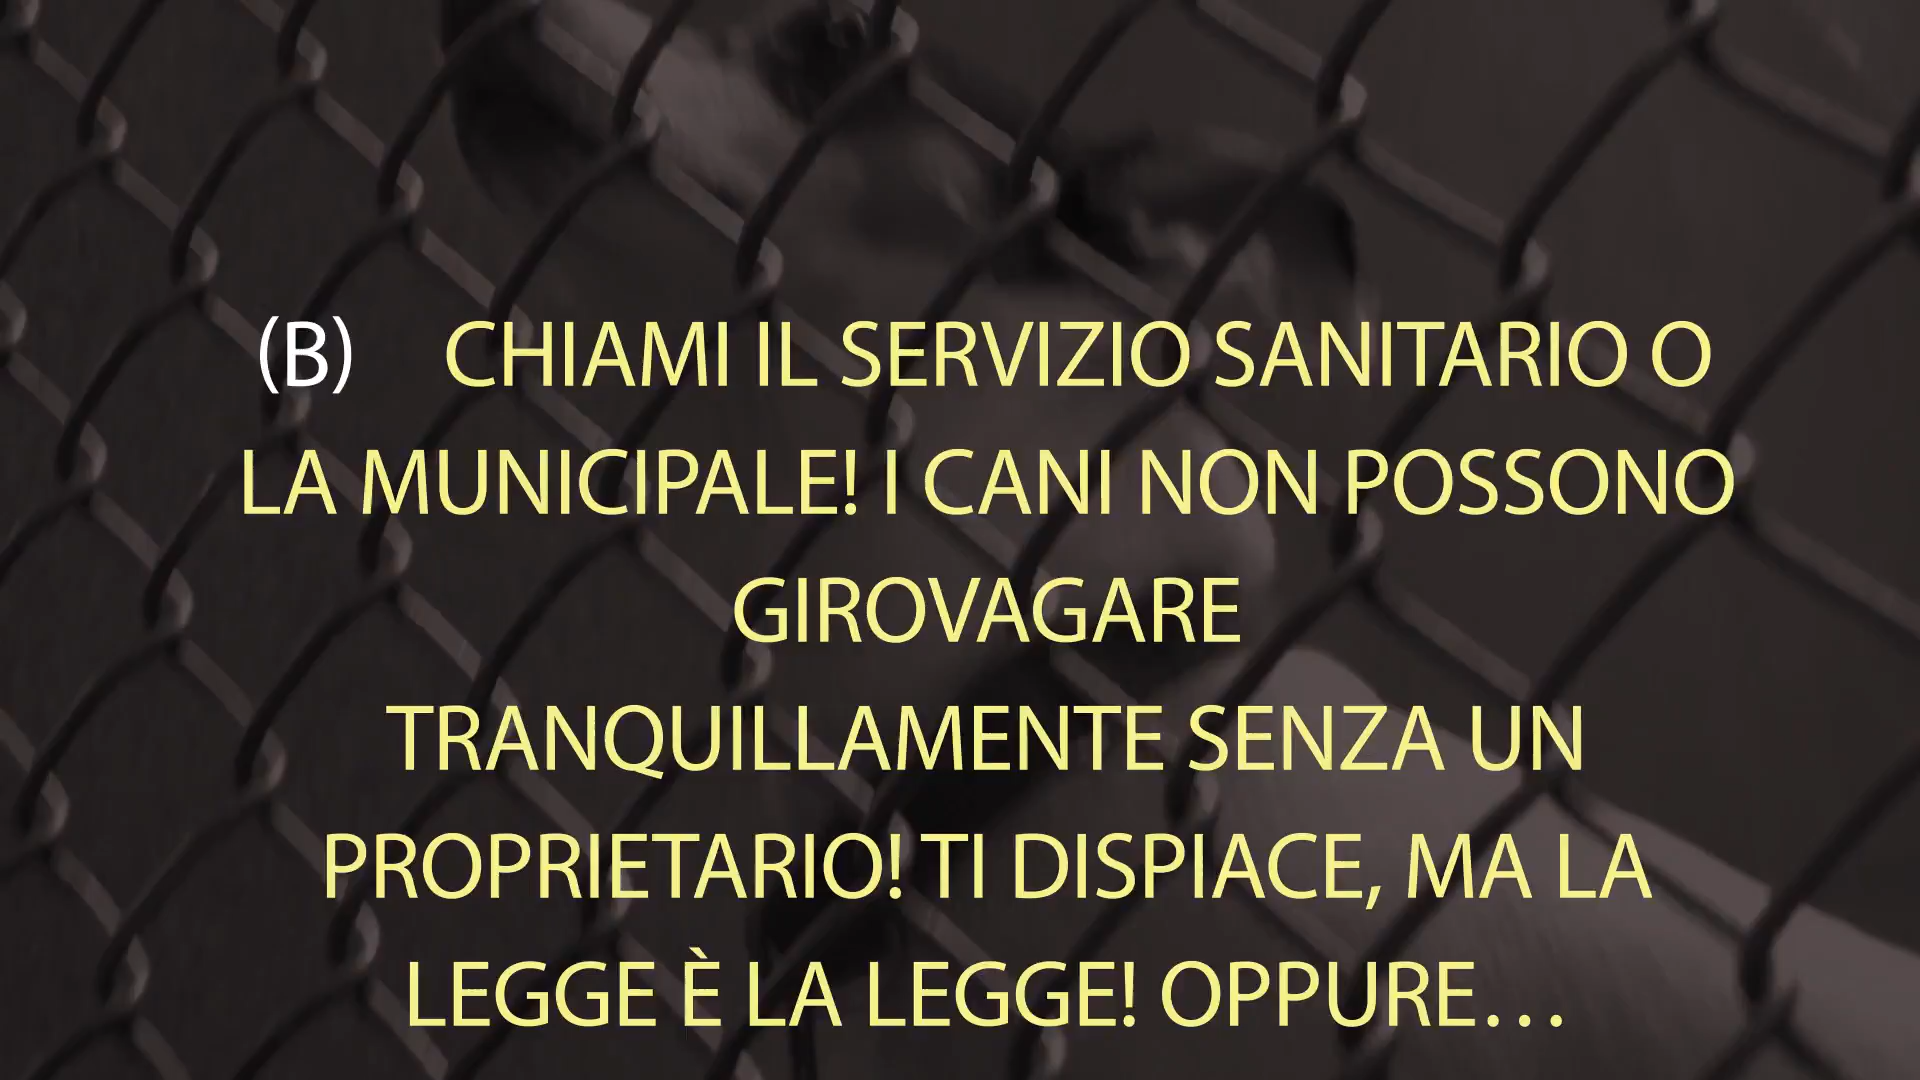 (B) CHIAMI IL SERVIZIO SANITARIO O
LA MUNICIPALE! I CANI NON POSSONO
GIROVAGARE
TRANQUILLAMENTE SENZA UN
PROPRIETARIO! TI DISPIACE, MA LA
LEGGE È LA LEGGE! OPPURE…